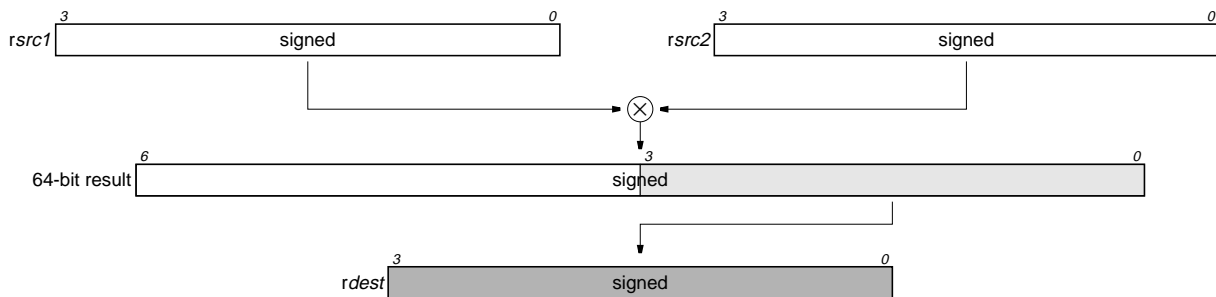 3 0 3 0
rsrc1 signed rsrc2 signed
6 3 0
64-bit result signed
3 0
rdest signed